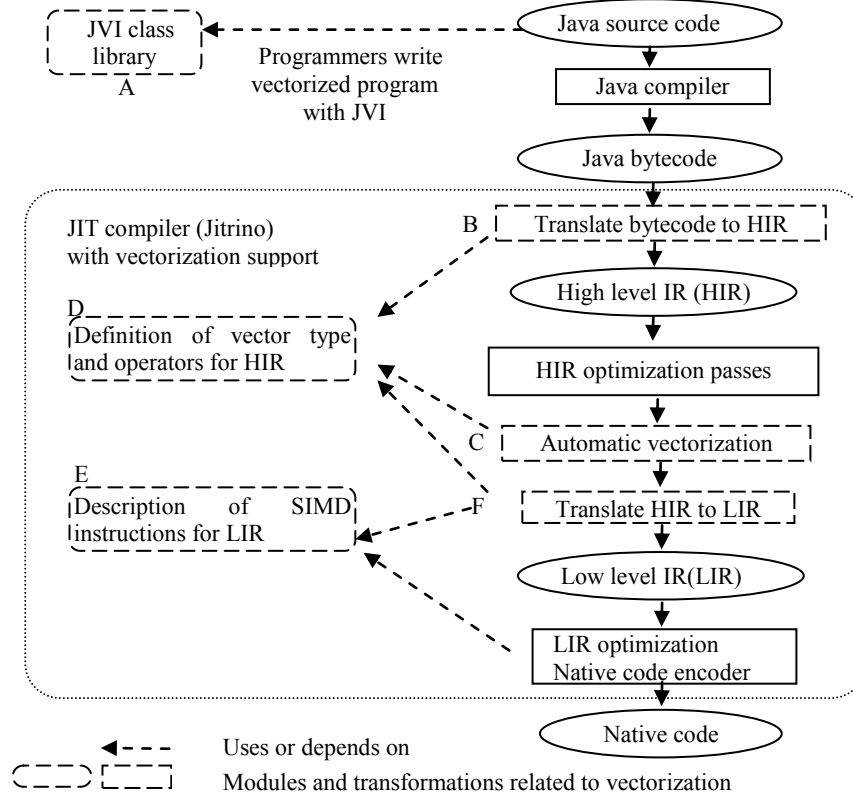 JVI class
library
A
Programmers write
vectorized program
with JVI
Java source code
Java compiler
Java bytecode
JIT compiler (Jitrino)
with vectorization support
B
Translate bytecode to HIR
High level IR (HIR)
D
Definition of vector type
and operators for HIR
HIR optimization passes
C
Automatic vectorization
E
Description of SIMD
instructions for LIR
F
Translate HIR to LIR
Low level IR(LIR)
LIR optimization
Native code encoder
Native code
Uses or depends on
Modules and transformations related to vectorization